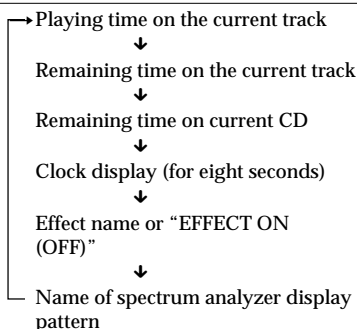 Playing time on the current track
Remaining time on the current track
Remaining time on current CD
Clock display (for eight seconds)
Effect name or “EFFECT ON
(OFF)”
Name of spectrum analyzer display
pattern